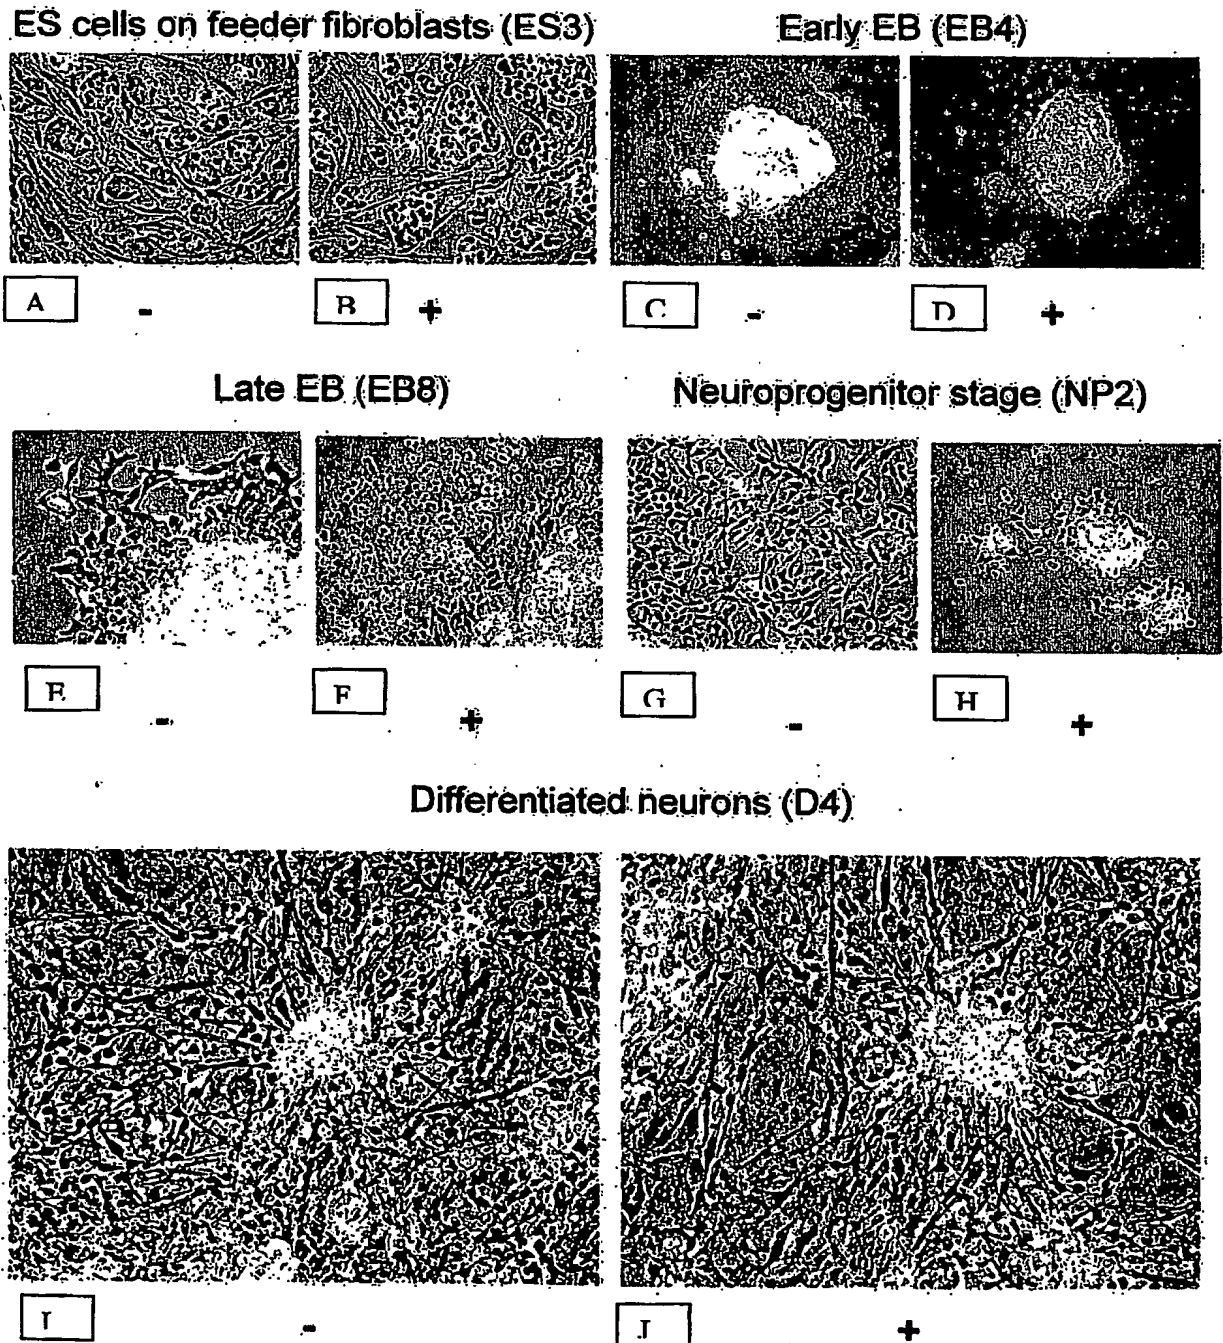 ES cells on feeder fibroblasts (ES3)
Early EB (EB4)
A - B + C - D +
Late EB (EB8)
Neuroprogenitor stage (NP2)
E - F + G - H +
Differentiated neurons (D4)
I - J +